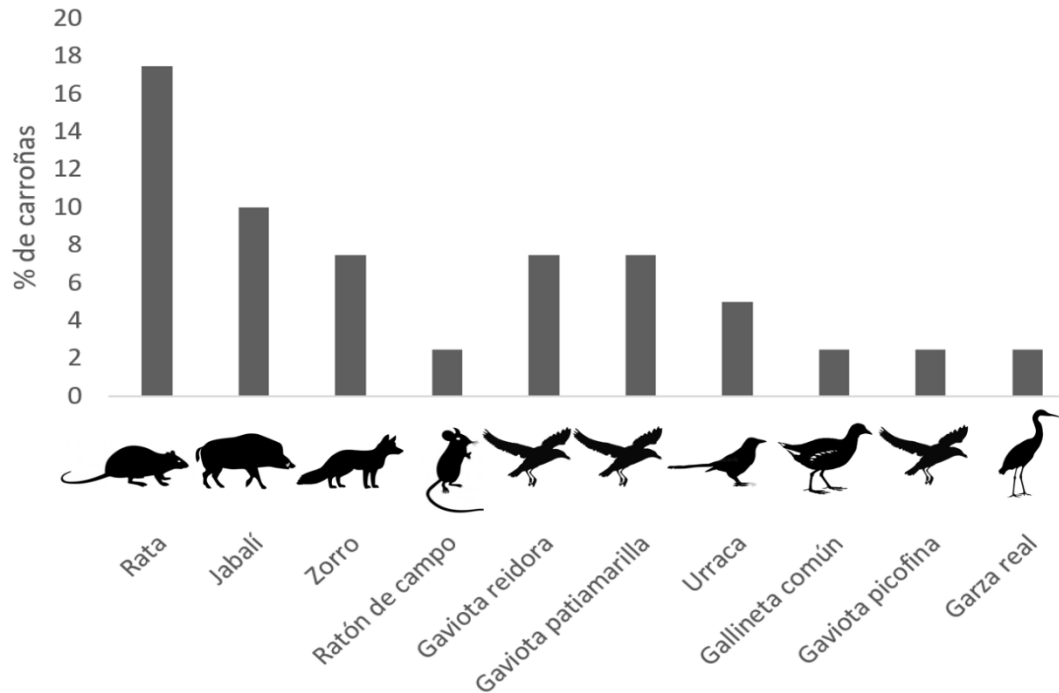 % de carroñas
20
18
16
14
12
10
8
6
4
2
0
Rata
Jabalí
Zorro
Ratón de campo
Gaviota reidora
Gaviota patiamarilla
Urraca
Gallineta común
Gaviota picofina
Garza real